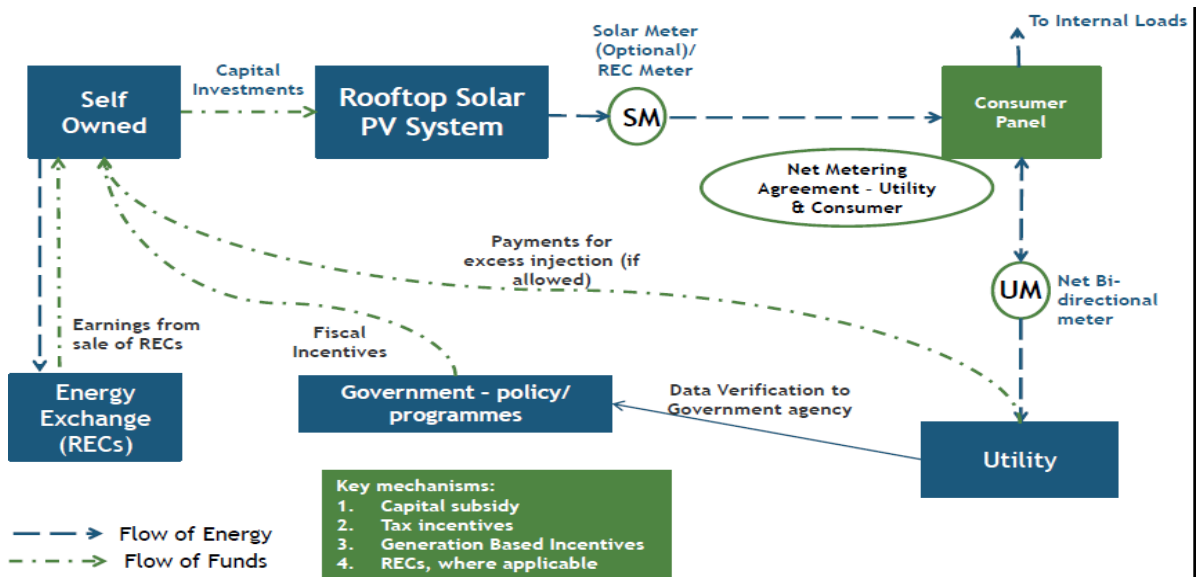 To Internal Loads
Solar Meter
(Optional)/
REC Meter
Capital
Investments
Self
Owned
Rooftop Solar
PV System
SM
Consumer
Panel
Net Metering
Agreement - Utility
& Consumer
Payments for
excess injection (if
allowed)
UM
Net Bi-
directional
meter
Earnings from
sale of RECs
Fiscal
Incentives
Energy
Exchange
(RECs)
Government - policy/
programmes
Data Verification to
Government agency
Utility
Key mechanisms:
1. Capital subsidy
2. Tax incentives
3. Generation Based Incentives
4. RECs, where applicable
Flow of Energy
Flow of Funds